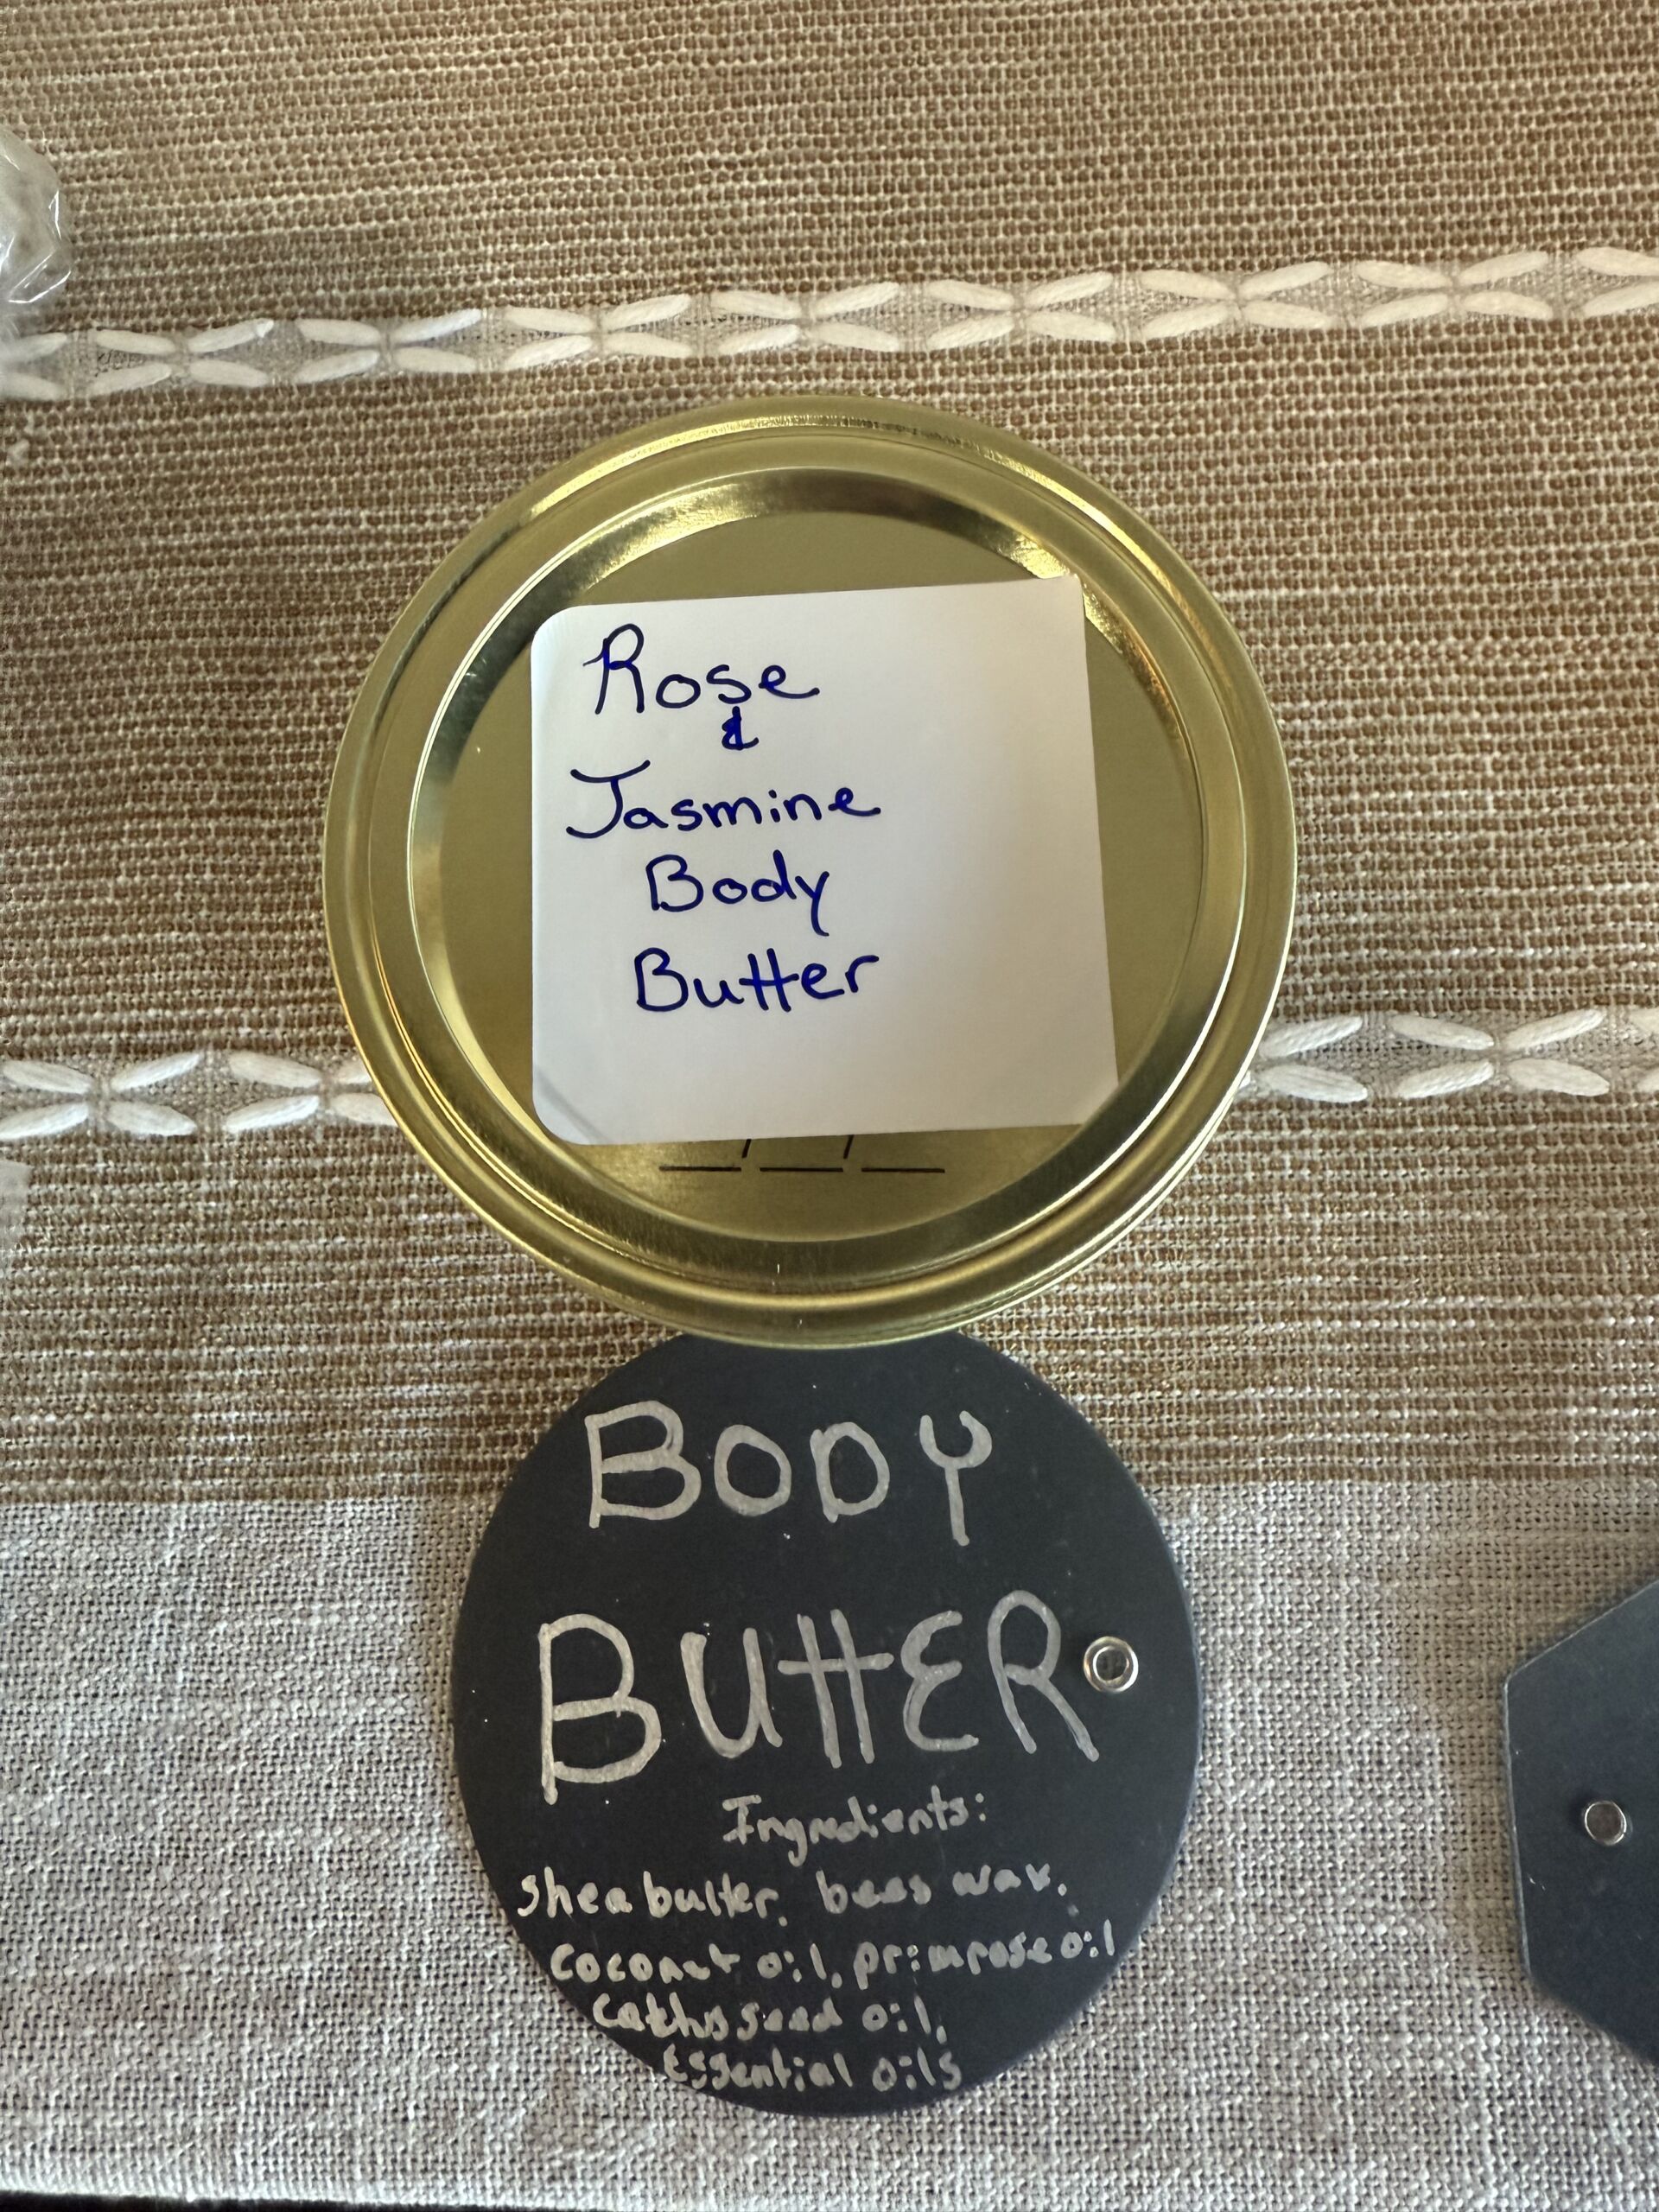 Rose
&
Jasmine
Body
Butter
BODY
BUttER
Ingredients:
shea butter, bees wax,
coconut oil, primrose oil
seed oil,
Essential oils